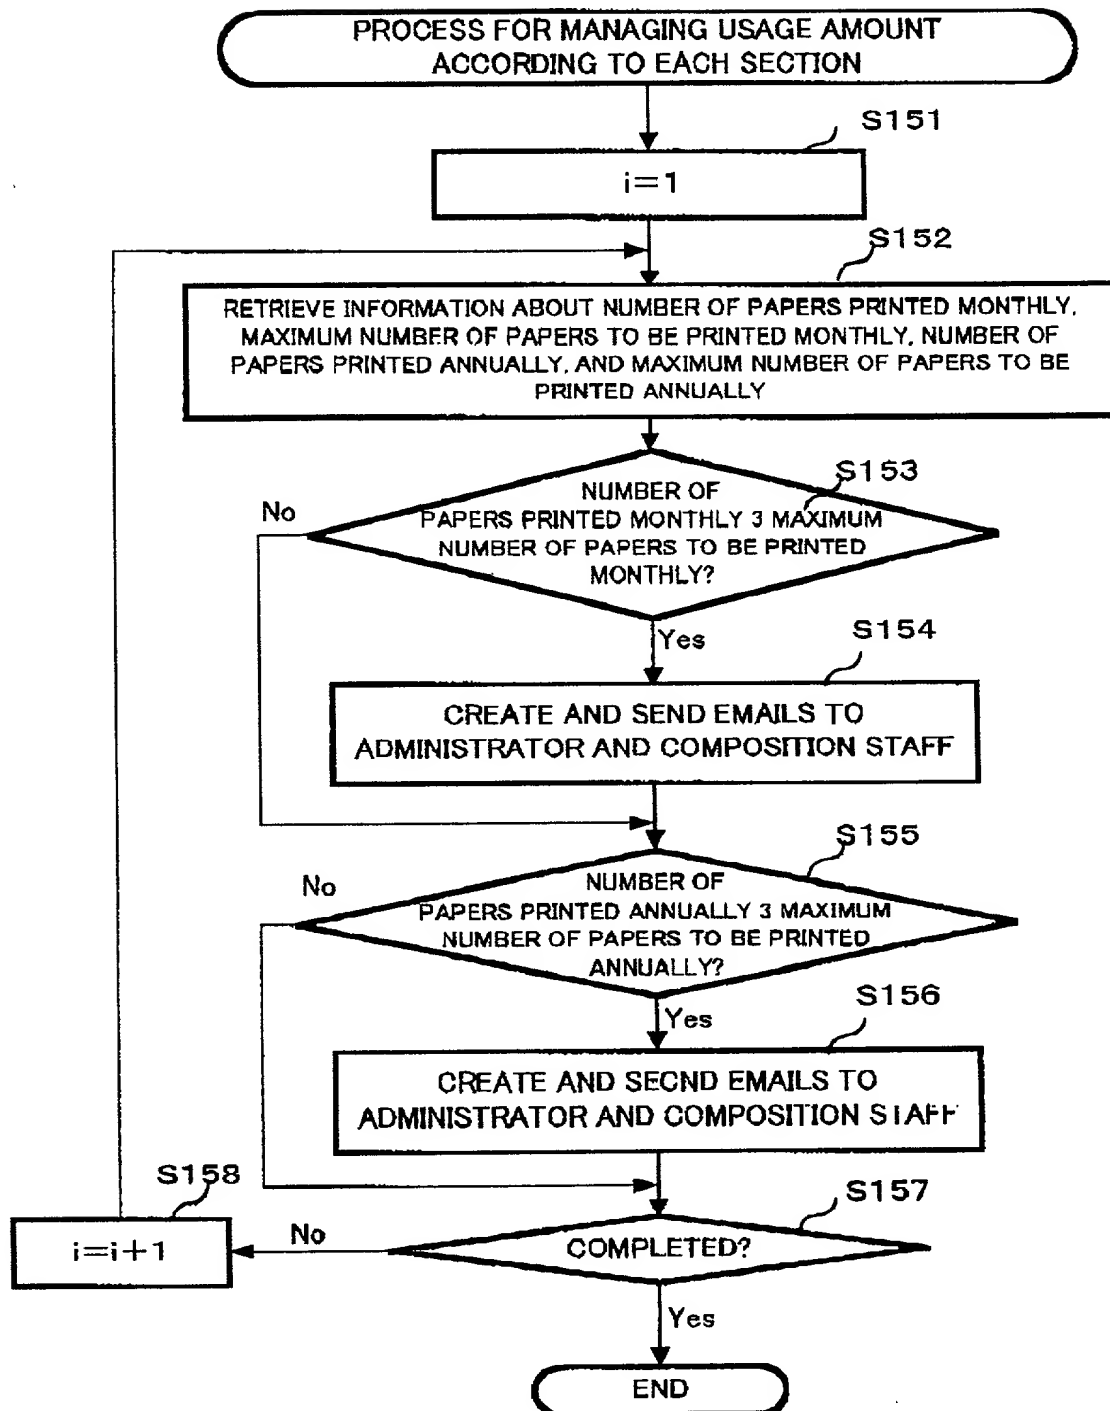 PROCESS FOR MANAGING USAGE AMOUNT
ACCORDING TO EACH SECTION
S151
i=1
S152
RETRIEVE INFORMATION ABOUT NUMBER OF PAPERS PRINTED MONTHLY,
MAXIMUM NUMBER OF PAPERS TO BE PRINTED MONTHLY, NUMBER OF
PAPERS PRINTED ANNUALLY, AND MAXIMUM NUMBER OF PAPERS TO BE
PRINTED ANNUALLY
S153
No
NUMBER OF
PAPERS PRINTED MONTHLY 3 MAXIMUM
NUMBER OF PAPERS TO BE PRINTED
MONTHLY?
Yes
S154
CREATE AND SEND EMAILS TO
ADMINISTRATOR AND COMPOSITION STAFF
S155
No
NUMBER OF
PAPERS PRINTED ANNUALLY 3 MAXIMUM
NUMBER OF PAPERS TO BE PRINTED
ANNUALLY?
Yes
S156
CREATE AND SECND EMAILS TO
ADMINISTRATOR AND COMPOSITION STAFF
S158
S157
i=i+1
No
COMPLETED?
Yes
END